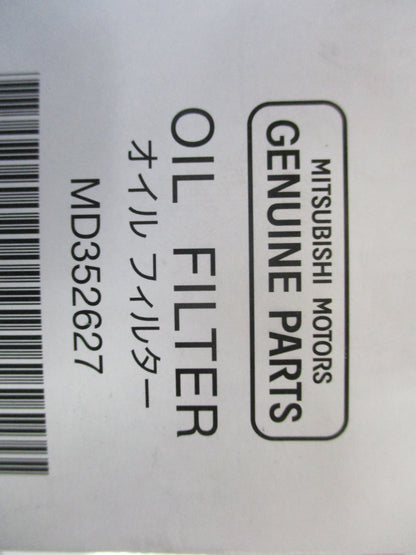 MITSUBISHI MOTORS
GENUINE PARTS
OIL FILTER
オイル フィルター
MD352627